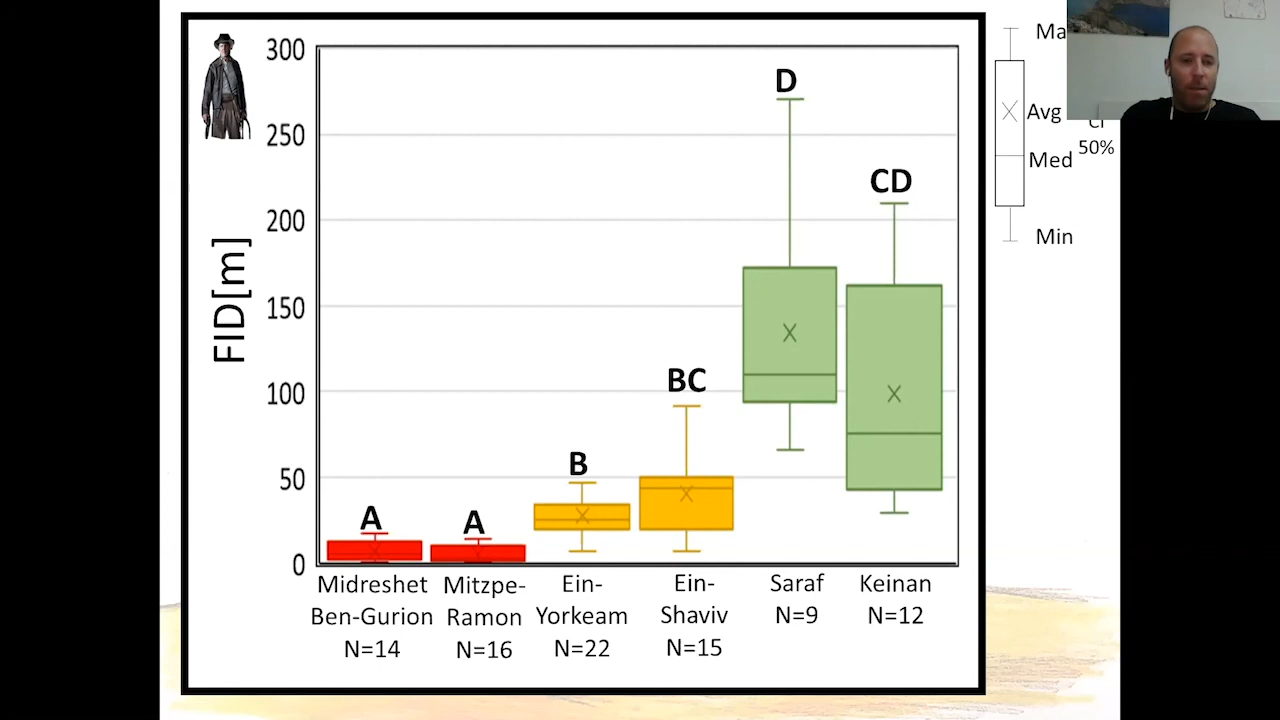 300
250
200
150
100
50
0
FID[m]
A
A
B
BC
D
CD
Midreshet
Ben-Gurion
N=14
Mitzpe-
Ramon
N=16
Ein-
Yorkeam
N=22
Ein-
Shaviv
N=15
Saraf
N=9
Keinan
N=12
Avg
50%
Med
Min